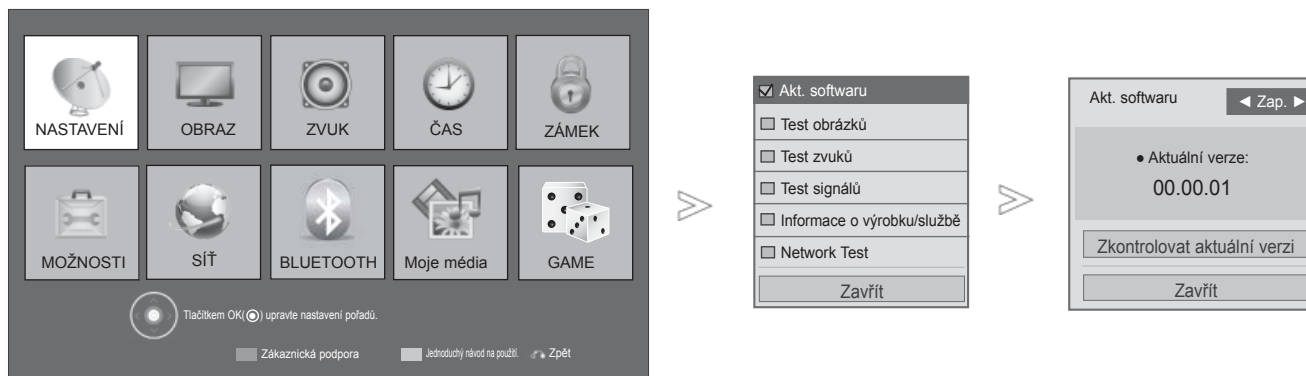 NASTAVENÍ
OBRAZ
ZVUK
ČAS
ZÁMEK
MOŽNOSTI
SÍŤ
BLUETOOTH
Moje média
GAME
Tlačítkem OK(◉) upravte nastavení pořadů.
Zákaznická podpora
Jednoduchý návod na použití.
Zpět
Akt. softwaru
Test obrázků
Test zvuků
Test signálů
Informace o výrobku/službě
Network Test
Zavřít
Akt. softwaru
◄ Zap. ►
● Aktuální verze:
00.00.01
Zkontrolovat aktuální verzi
Zavřít